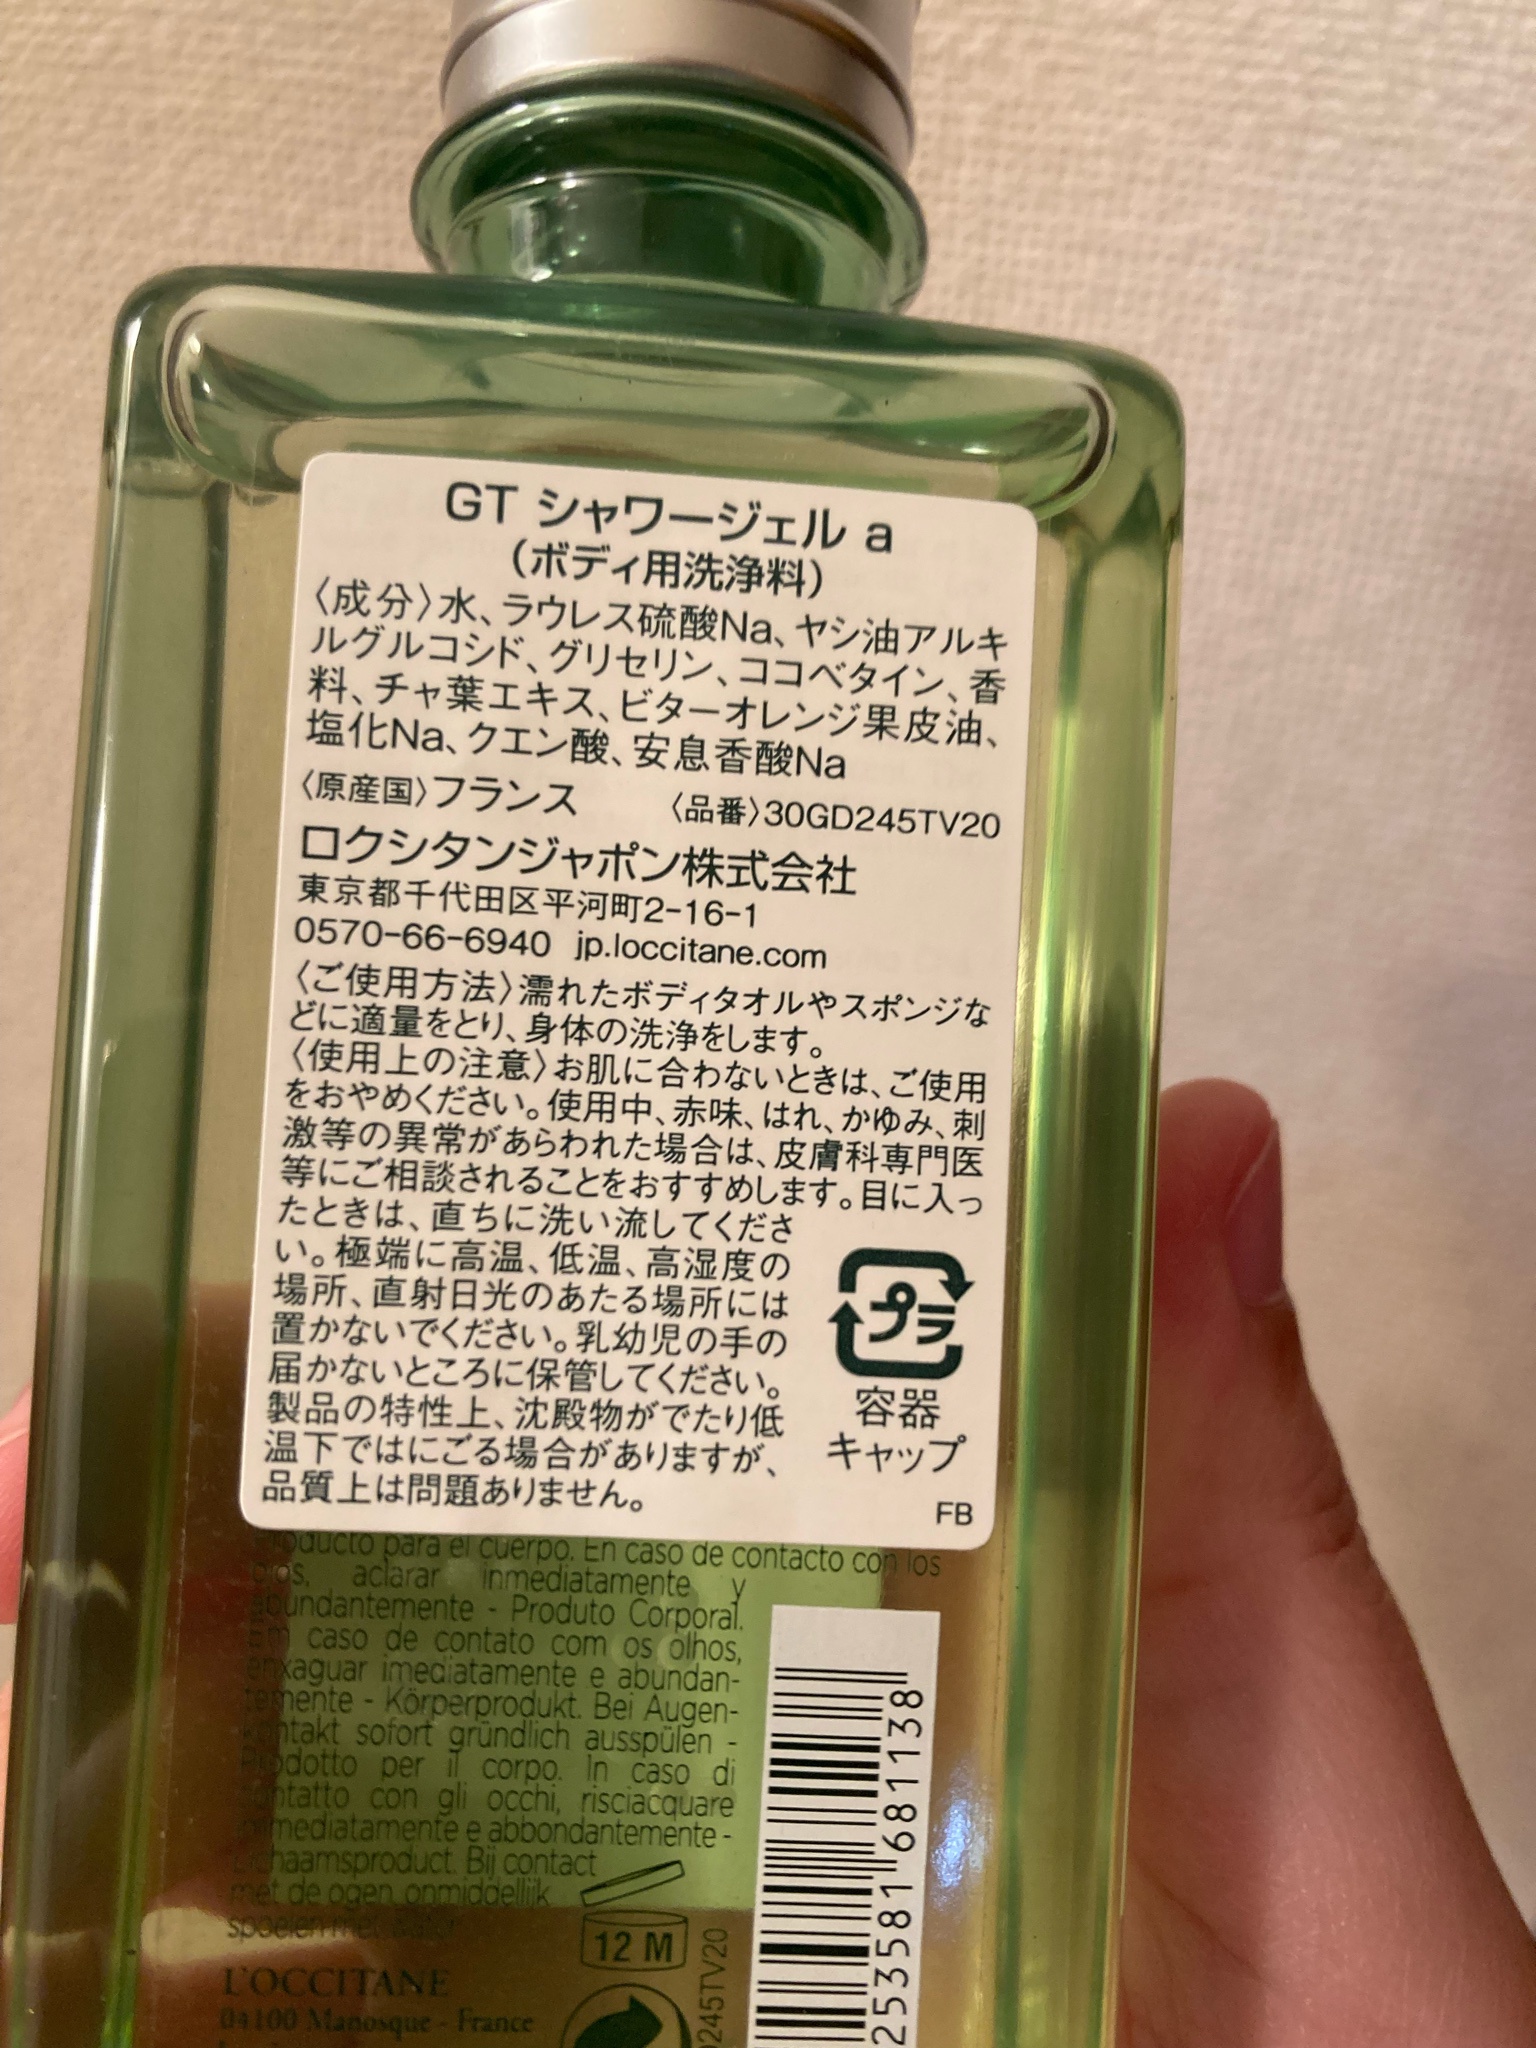 GT シャワージェル a
（ボディ用洗浄料）
〈成分〉水、ラウレス硫酸Na、ヤシ油アルキ
ルグルコシド、グリセリン、ココベタイン、香
料、チャ葉エキス、ビターオレンジ果皮油、
塩化Na、クエン酸、安息香酸Na
〈原産国〉フランス 〈品番〉30GD245TV20
ロクシタンジャポン株式会社
東京都千代田区平河町2-16-1
0570-66-6940 jp.loccitane.com
〈ご使用方法〉濡れたボディタオルやスポンジな
どに適量をとり、身体の洗浄をします。
〈使用上の注意〉お肌に合わないときは、ご使用
をおやめください。使用中、赤味、はれ、かゆみ、刺
激等の異常があらわれた場合は、皮膚科専門医
等にご相談されることをおすすめします。目に入っ
たときは、直ちに洗い流してくださ
い。極端に高温、低温、高湿度の
場所、直射日光のあたる場所には
置かないでください。乳幼児の手の
届かないところに保管してください。
製品の特性上、沈殿物がでたり低
温下ではにごる場合がありますが、
品質上は問題ありません。
プラ
容器
キャップ
FB
para el cuerpo. En caso de contacto con los
aclarar inmediatamente y
abundantemente - Produto Corporal.
Em caso de contato com os olhos,
enxaguar imediatamente e abundan-
temente - Körperprodukt. Bei Augen-
kontakt sofort gründlich ausspülen -
Prodotto per il corpo. In caso di
contatto con gli occhi, risciacquare
immediatamente e abbondantemente -
Lichaamsproduct. Bij contact
met de ogen onmiddellijk
spoelen met water
12 M
L'OCCITANE
04100 Manosque - France
245TV20
253581 681138